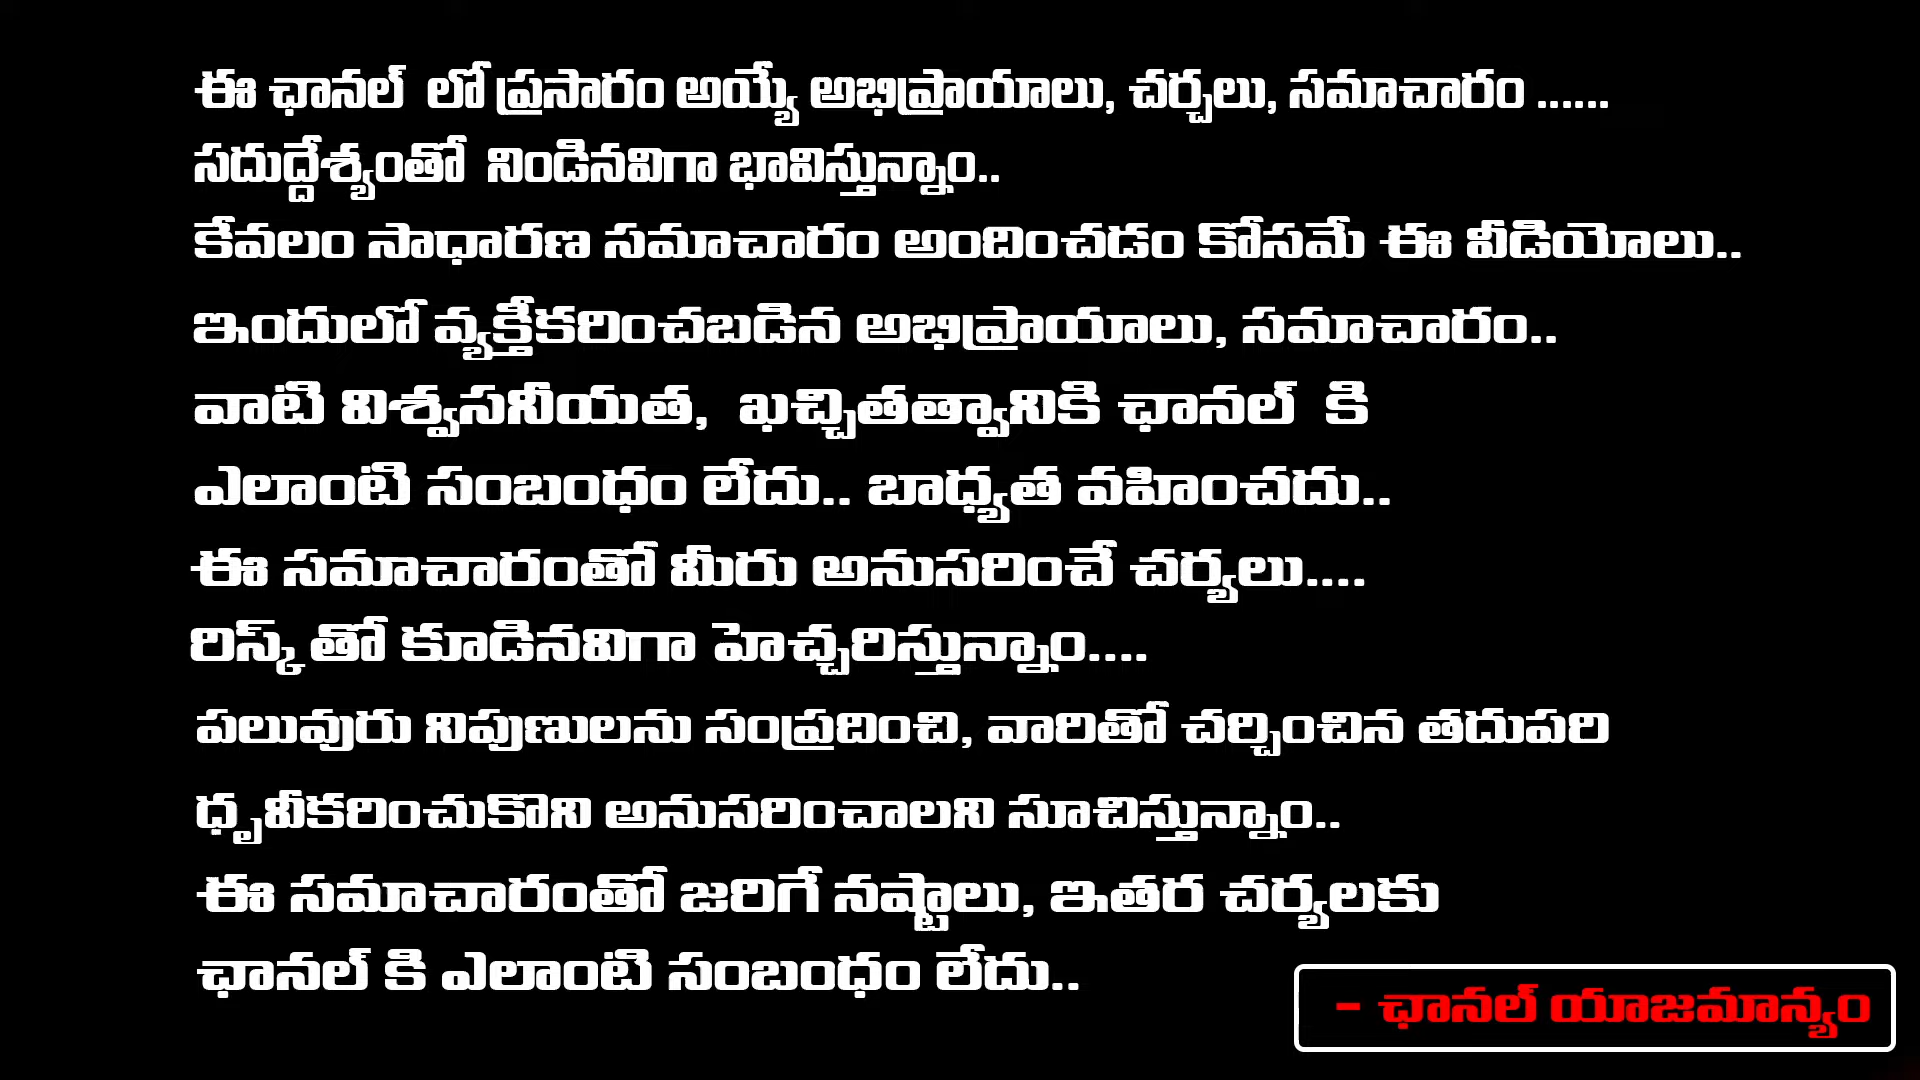 ఈ ఛానల్ లో ప్రసారం అయ్యే అభిప్రాయాలు, చర్చలు, సమాచారం ......
సదుద్దేశ్యంతో నిండినవిగా భావిస్తున్నాం..
కేవలం సాధారణ సమాచారం అందించడం కోసమే ఈ వీడియోలు..
ఇందులో వ్యక్తీకరించబడిన అభిప్రాయాలు, సమాచారం..
వాటి విశ్వసనీయత, ఖచ్చితత్వానికి ఛానల్ కి
ఎలాంటి సంబంధం లేదు.. బాధ్యత వహించదు..
ఈ సమాచారంతో మీరు అనుసరించే చర్యలు....
రిస్క్ తో కూడినవిగా హెచ్చరిస్తున్నాం....
పలువురు నిపుణులను సంప్రదించి, వారితో చర్చించిన తదుపరి
ధృవీకరించుకొని అనుసరించాలని సూచిస్తున్నాం..
ఈ సమాచారంతో జరిగే నష్టాలు, ఇతర చర్యలకు
ఛానల్ కి ఎలాంటి సంబంధం లేదు..
- ఛానల్ యాజమాన్యం